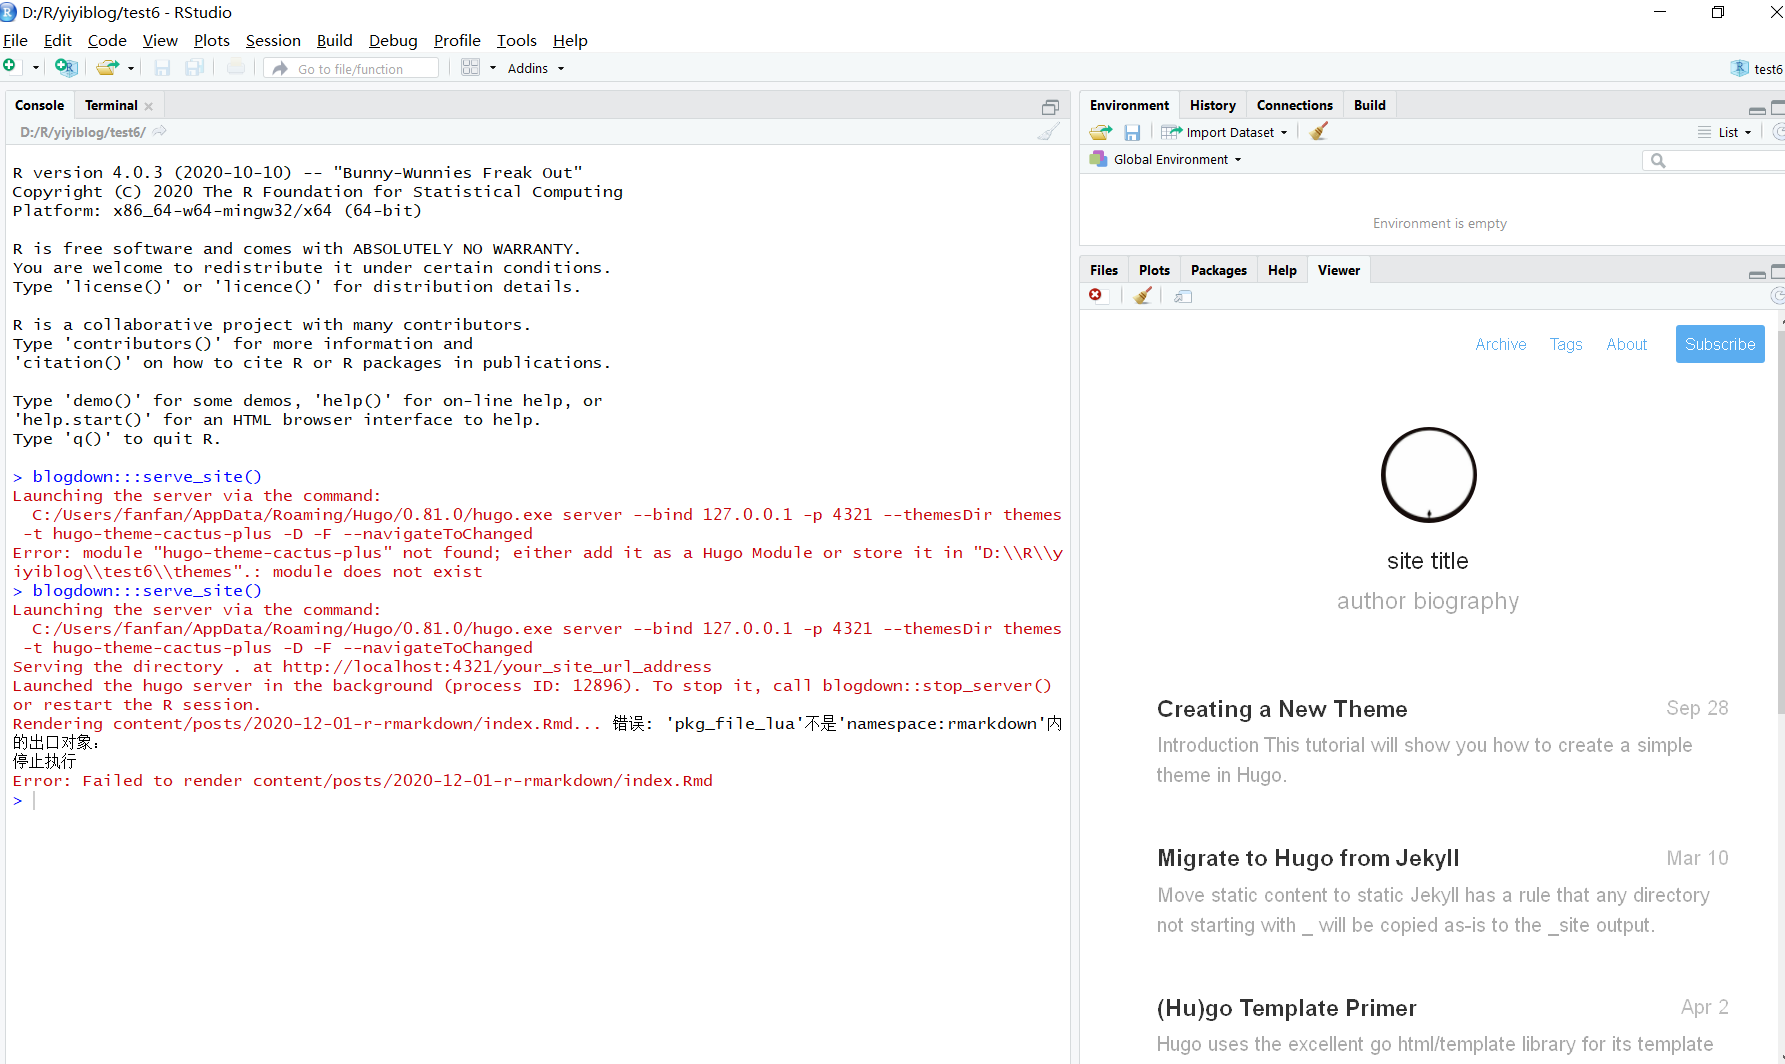 D:/R/yiyiblog/test6 - RStudio
File Edit Code View Plots Session Build Debug Profile Tools Help
Go to file/function
Addins
test6
Console Terminal
D:/R/yiyiblog/test6/
R version 4.0.3 (2020-10-10) -- "Bunny-Wunnies Freak Out"
Copyright (C) 2020 The R Foundation for Statistical Computing
Platform: x86_64-w64-mingw32/x64 (64-bit)
R is free software and comes with ABSOLUTELY NO WARRANTY.
You are welcome to redistribute it under certain conditions.
Type 'license()' or 'licence()' for distribution details.
R is a collaborative project with many contributors.
Type 'contributors()' for more information and
'citation()' on how to cite R or R packages in publications.
Type 'demo()' for some demos, 'help()' for on-line help, or
'help.start()' for an HTML browser interface to help.
Type 'q()' to quit R.
> blogdown:::serve_site()
Launching the server via the command:
C:/Users/fanfan/AppData/Roaming/Hugo/0.81.0/hugo.exe server --bind 127.0.0.1 -p 4321 --themesDir themes
-t hugo-theme-cactus-plus -D -F --navigateToChanged
Error: module "hugo-theme-cactus-plus" not found; either add it as a Hugo Module or store it in "D:\\R\\y
iyiblog\\test6\\themes".: module does not exist
> blogdown:::serve_site()
Launching the server via the command:
C:/Users/fanfan/AppData/Roaming/Hugo/0.81.0/hugo.exe server --bind 127.0.0.1 -p 4321 --themesDir themes
-t hugo-theme-cactus-plus -D -F --navigateToChanged
Serving the directory . at http://localhost:4321/your_site_url_address
Launched the hugo server in the background (process ID: 12896). To stop it, call blogdown::stop_server()
or restart the R session.
Rendering content/posts/2020-12-01-r-rmarkdown/index.Rmd... 错误: 'pkg_file_lua'不是'namespace:rmarkdown'内
的出口对象:
停止执行
Error: Failed to render content/posts/2020-12-01-r-rmarkdown/index.Rmd
>
Environment History Connections Build
Import Dataset
List
Global Environment
Environment is empty
Files Plots Packages Help Viewer
Archive Tags About Subscribe
site title
author biography
Creating a New Theme Sep 28
Introduction This tutorial will show you how to create a simple
theme in Hugo.
Migrate to Hugo from Jekyll Mar 10
Move static content to static Jekyll has a rule that any directory
not starting with _ will be copied as-is to the _site output.
(Hu)go Template Primer Apr 2
Hugo uses the excellent go html/template library for its template